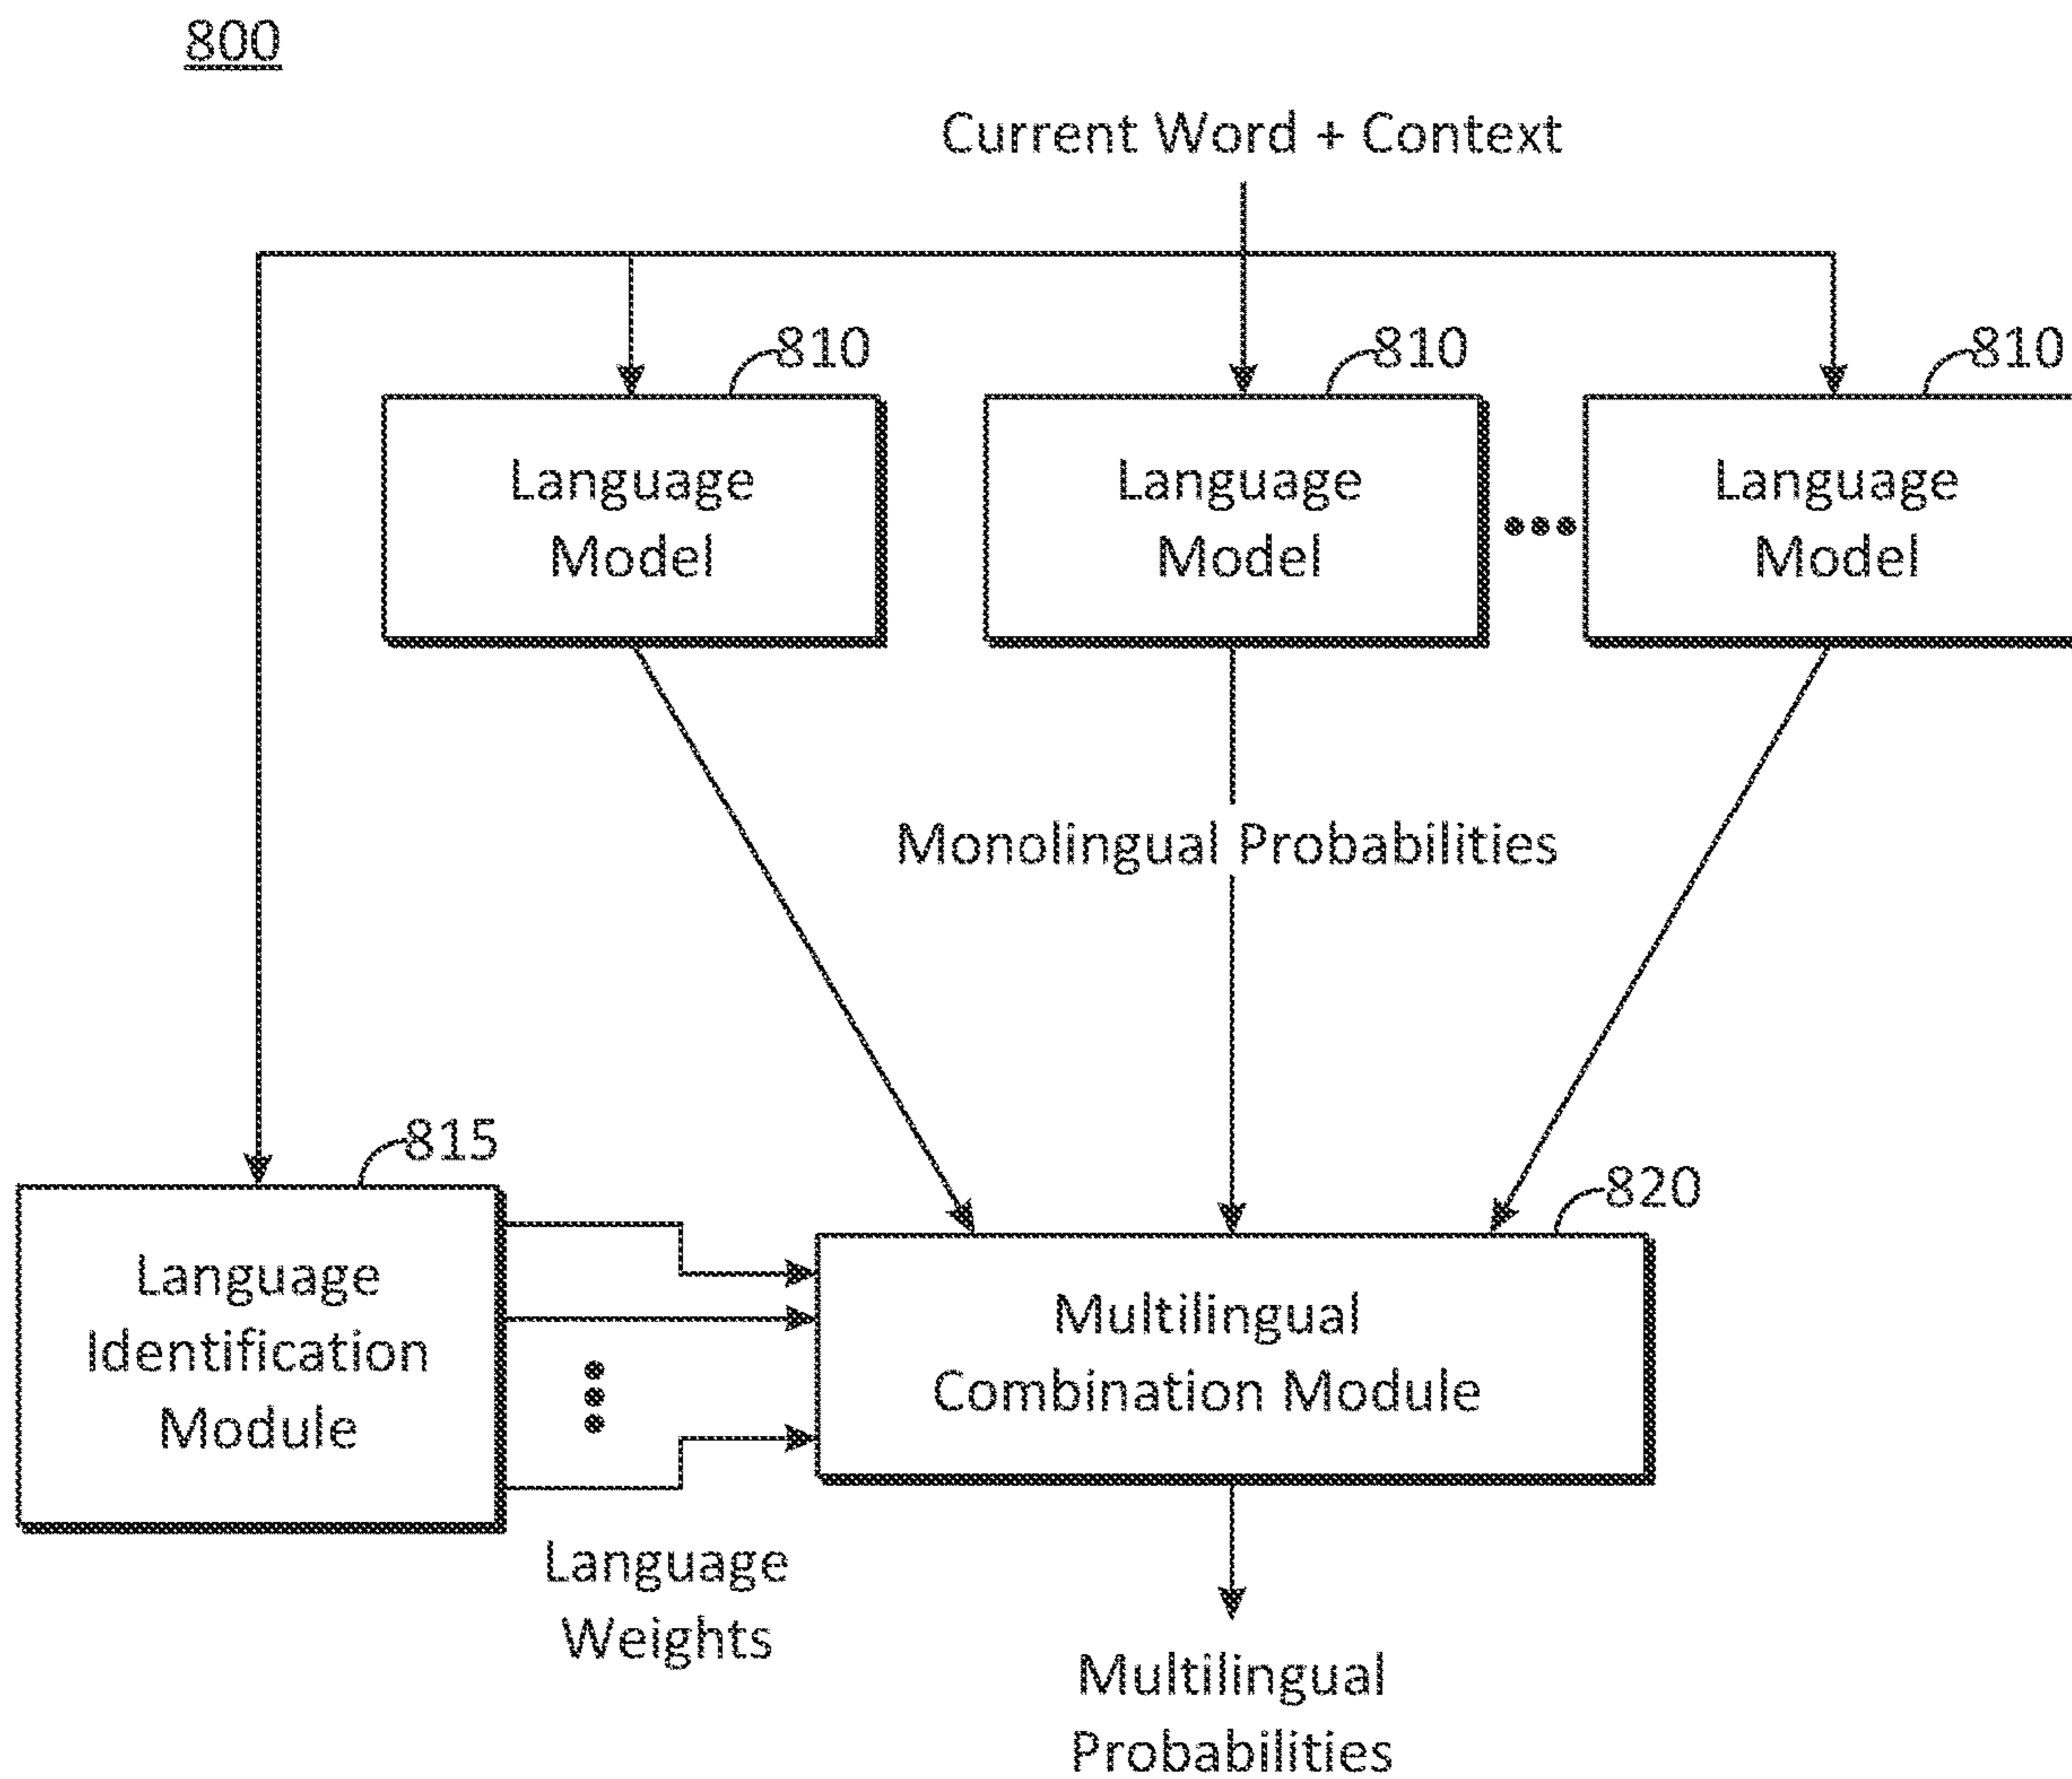 800
Current Word + Context
810
810
810
Language
Model
Language
Model
Language
Model
Monolingual Probabilities
815
820
Language
Identification
Module
Multilingual
Combination Module
Language
Weights
Multilingual
Probabilities